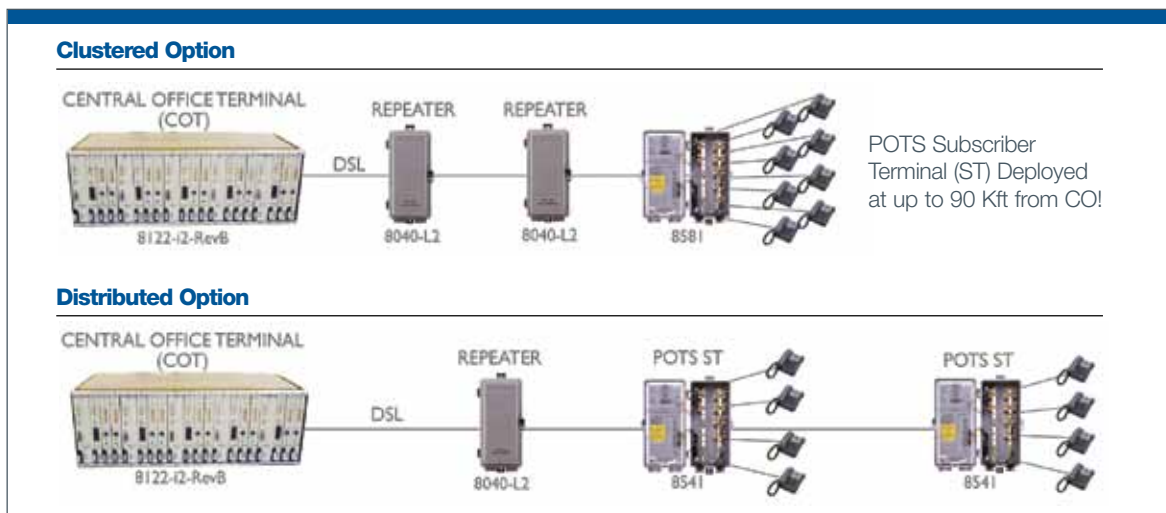 Clustered Option
CENTRAL OFFICE TERMINAL
(COT)
REPEATER
REPEATER
DSL
8122-i2-RevB
8040-L2
8040-L2
8581
POTS Subscriber
Terminal (ST) Deployed
at up to 90 Kft from CO!
Distributed Option
CENTRAL OFFICE TERMINAL
(COT)
REPEATER
POTS ST
POTS ST
DSL
8122-i2-RevB
8040-L2
8541
8541